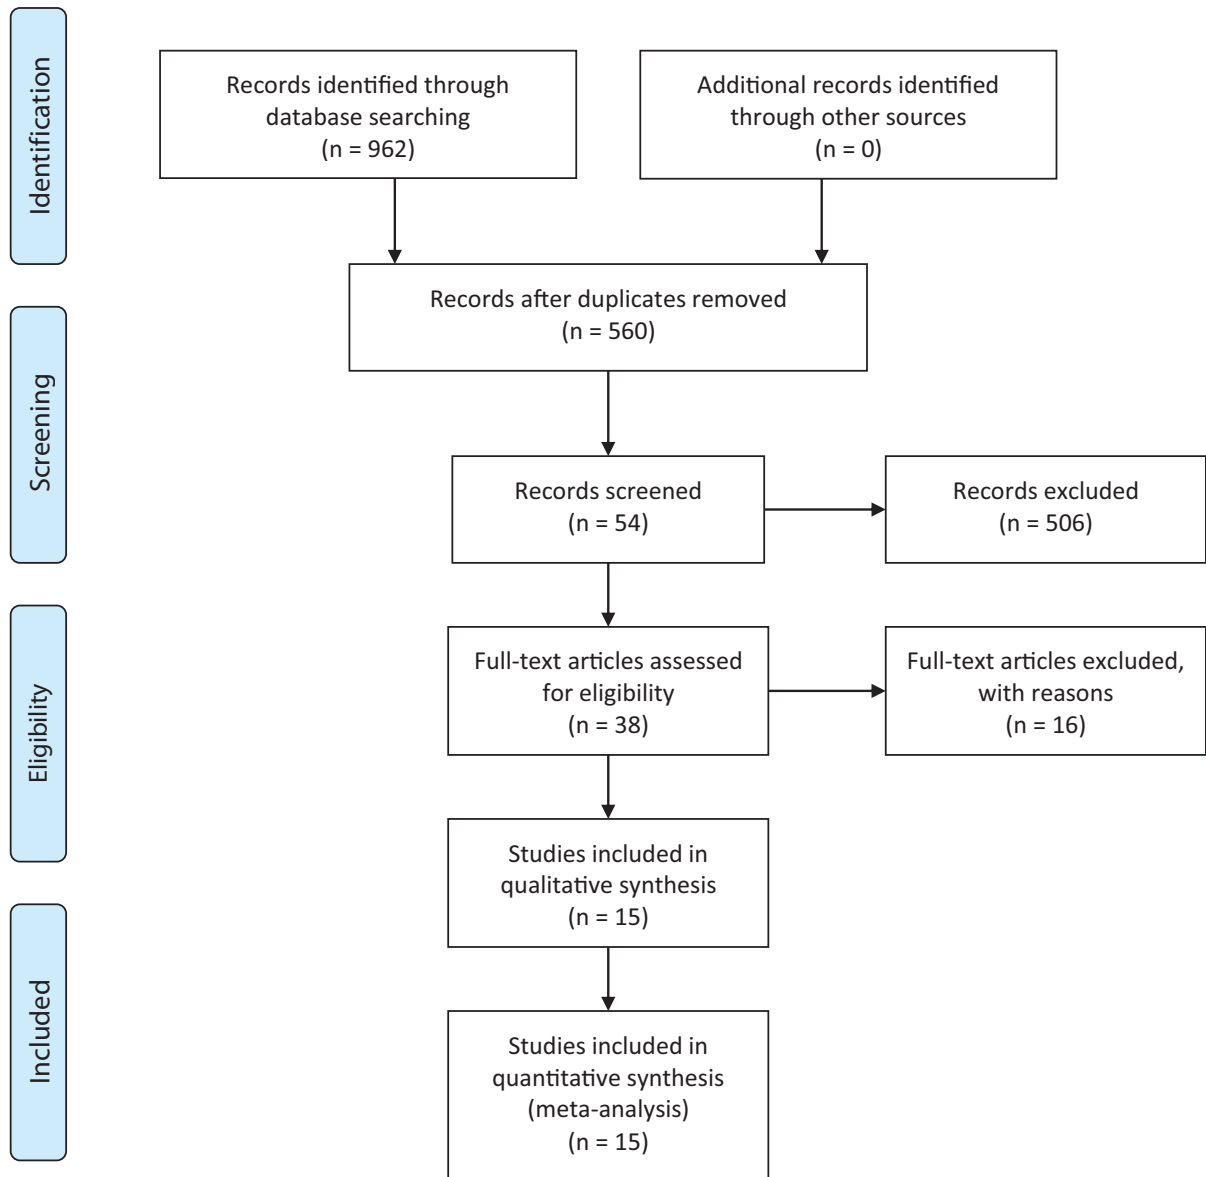 Identification
Records identified through
database searching
(n = 962)
Additional records identified
through other sources
(n = 0)
Records after duplicates removed
(n = 560)
Screening
Records screened
(n = 54)
Records excluded
(n = 506)
Eligibility
Full-text articles assessed
for eligibility
(n = 38)
Full-text articles excluded,
with reasons
(n = 16)
Studies included in
qualitative synthesis
(n = 15)
Included
Studies included in
quantitative synthesis
(meta-analysis)
(n = 15)